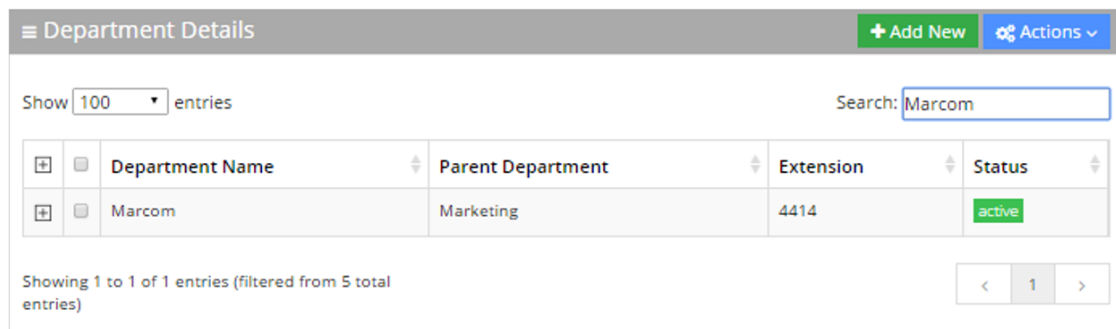 Department Details
Add New
Actions
Show 100 entries
Search: Marcom
Department Name Parent Department Extension Status
Marcom Marketing 4414 active
Showing 1 to 1 of 1 entries (filtered from 5 total
entries)
< 1 >